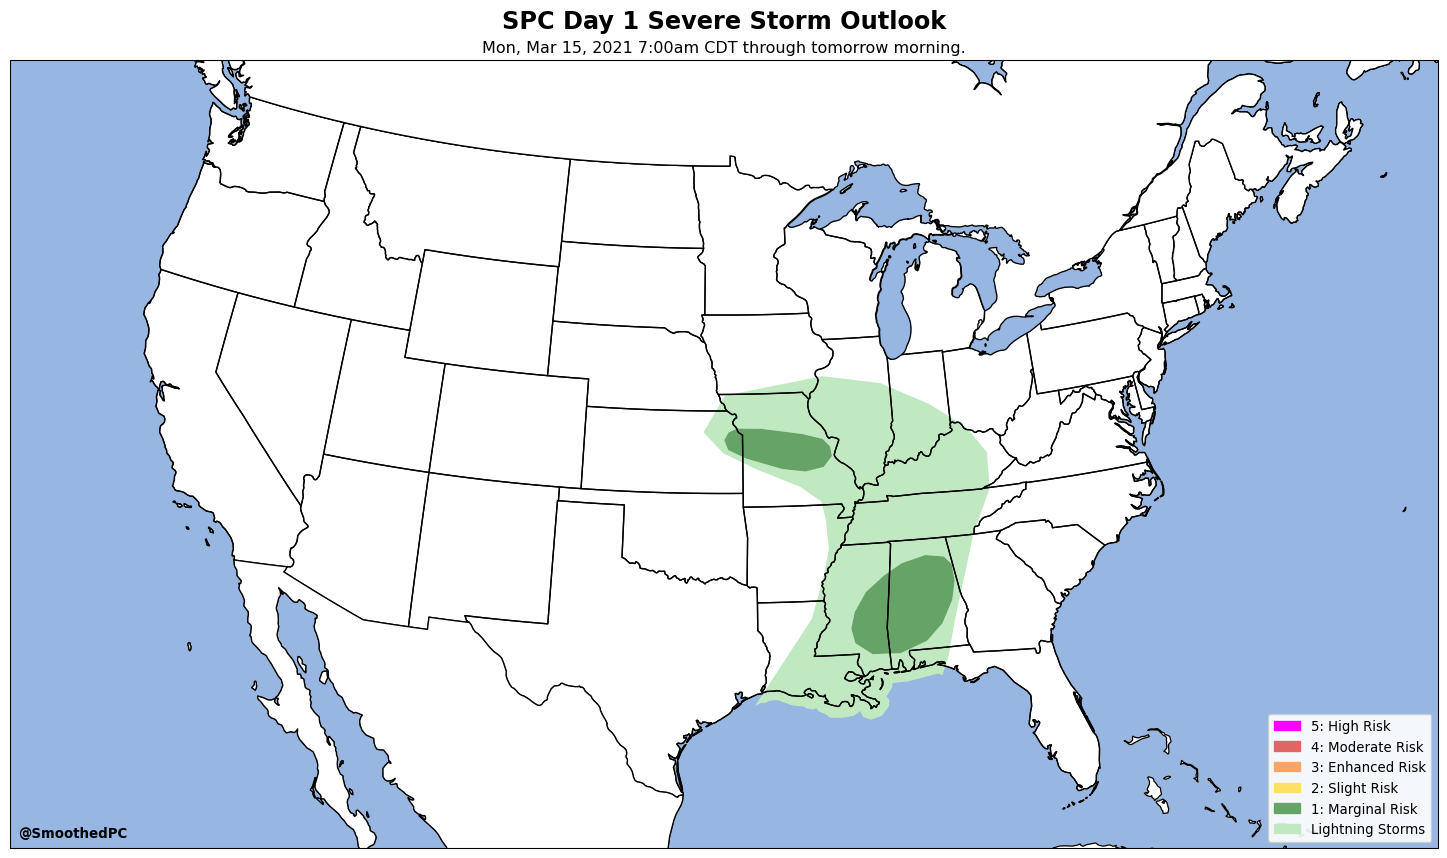 SPC Day 1 Severe Storm Outlook
Mon, Mar 15, 2021 7:00am CDT through tomorrow morning.
5: High Risk
4: Moderate Risk
3: Enhanced Risk
2: Slight Risk
1: Marginal Risk
Lightning Storms
@SmoothedPC